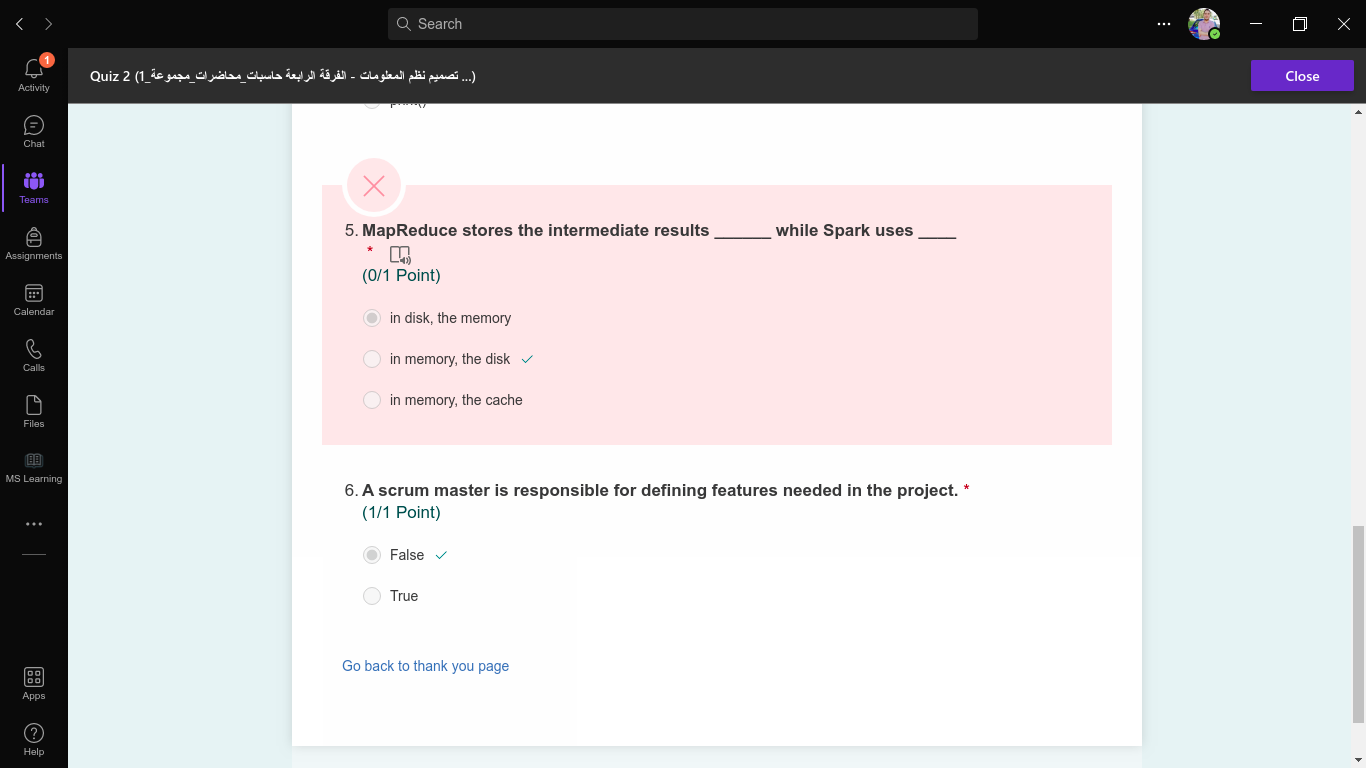 Search
1
Activity
Chat
Teams
Assignments
Calendar
Calls
Files
MS Learning
Apps
Help
Quiz 2 (تصميم نظم المعلومات - الفرقة الرابعة حاسبات_محاضرات_مجموعة_1 ...)
Close
5. MapReduce stores the intermediate results ______ while Spark uses ____
*
(0/1 Point)
in disk, the memory
in memory, the disk
in memory, the cache
6. A scrum master is responsible for defining features needed in the project. *
(1/1 Point)
False
True
Go back to thank you page